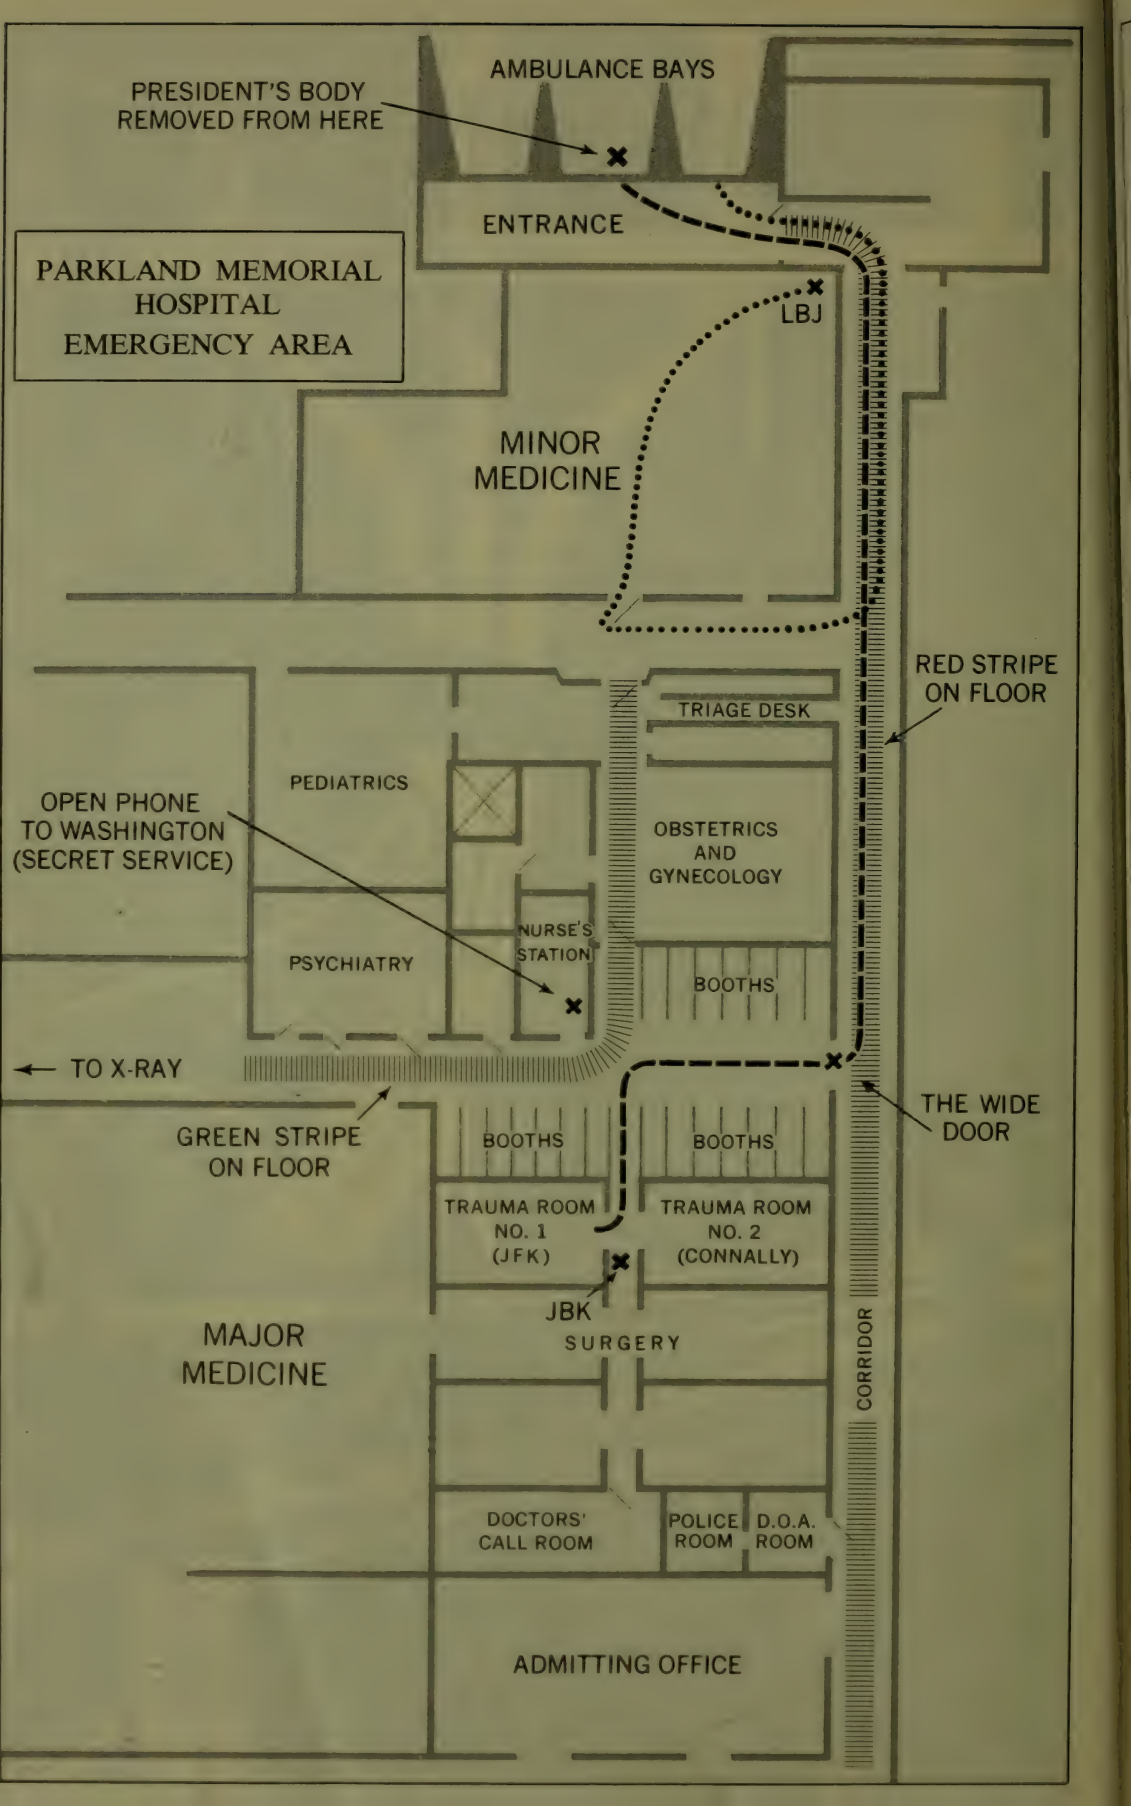 AMBULANCE BAYS
PRESIDENT'S BODY
REMOVED FROM HERE
ENTRANCE
PARKLAND MEMORIAL
HOSPITAL
EMERGENCY AREA
LBJ
MINOR
MEDICINE
RED STRIPE
ON FLOOR
TRIAGE DESK
PEDIATRICS
OPEN PHONE
TO WASHINGTON
(SECRET SERVICE)
OBSTETRICS
AND
GYNECOLOGY
NURSE'S
STATION
PSYCHIATRY
BOOTHS
TO X-RAY
THE WIDE
DOOR
GREEN STRIPE
ON FLOOR
BOOTHS
BOOTHS
TRAUMA ROOM
NO. 1
(JFK)
TRAUMA ROOM
NO. 2
(CONNALLY)
JBK
SURGERY
MAJOR
MEDICINE
CORRIDOR
DOCTORS'
CALL ROOM
POLICE
ROOM
D.O.A.
ROOM
ADMITTING OFFICE